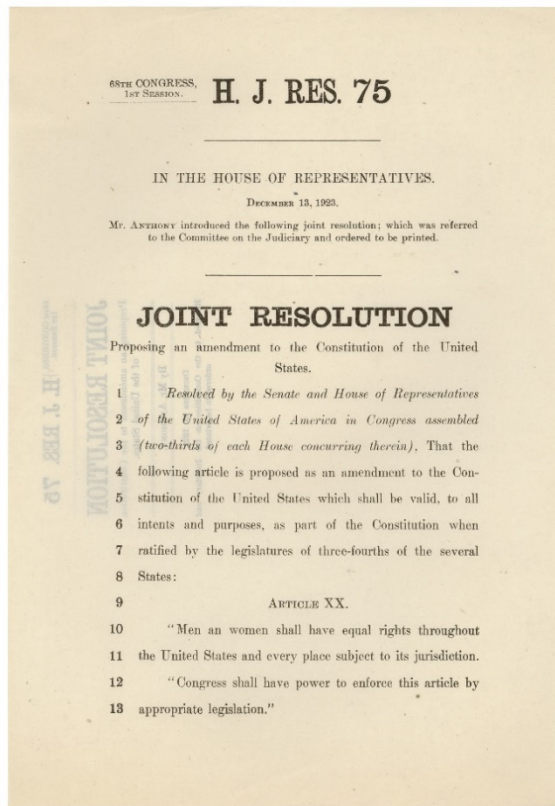 68TH CONGRESS,
1ST SESSION.
H. J. RES. 75
IN THE HOUSE OF REPRESENTATIVES.
DECEMBER 13, 1923.
Mr. ANTHONY introduced the following joint resolution; which was referred
to the Committee on the Judiciary and ordered to be printed.
JOINT RESOLUTION
Proposing an amendment to the Constitution of the United
States.
1 Resolved by the Senate and House of Representatives
2 of the United States of America in Congress assembled
3 (two-thirds of each House concurring therein), That the
4 following article is proposed as an amendment to the Con-
5 stitution of the United States which shall be valid, to all
6 intents and purposes, as part of the Constitution when
7 ratified by the legislatures of three-fourths of the several
8 States:
9 ARTICLE XX.
10 "Men an women shall have equal rights throughout
11 the United States and every place subject to its jurisdiction.
12 "Congress shall have power to enforce this article by
13 appropriate legislation."
H. J. RES. 75
JOINT RESOLUTION